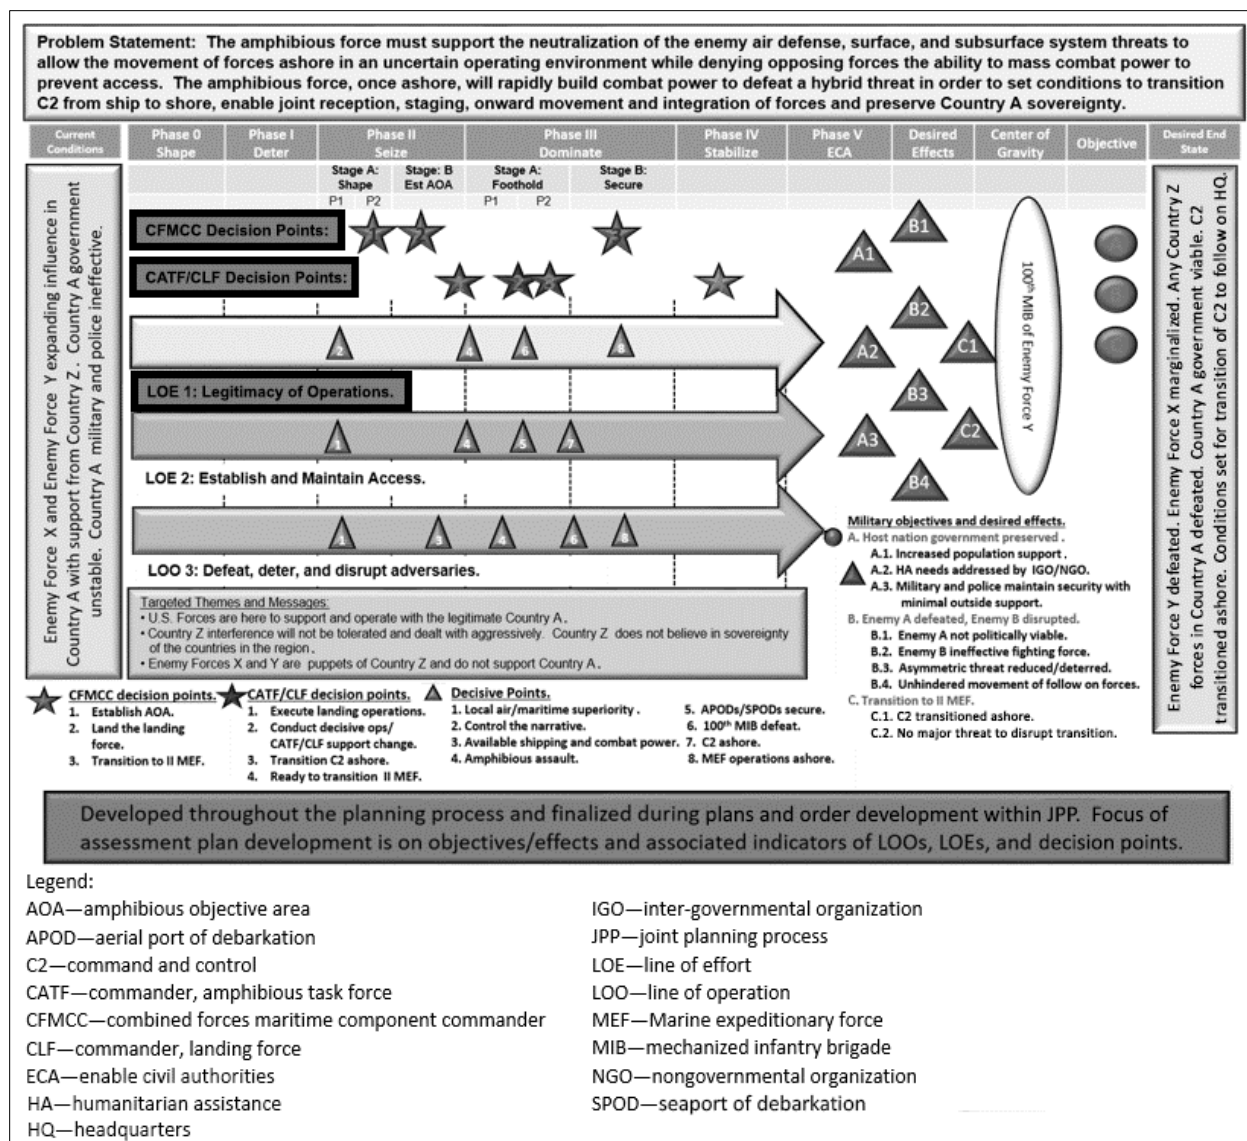 Problem Statement: The amphibious force must support the neutralization of the enemy air defense, surface, and subsurface system threats to
allow the movement of forces ashore in an uncertain operating environment while denying opposing forces the ability to mass combat power to
prevent access. The amphibious force, once ashore, will rapidly build combat power to defeat a hybrid threat in order to set conditions to transition
C2 from ship to shore, enable joint reception, staging, onward movement and integration of forces and preserve Country A sovereignty.
Current
Conditions
Phase 0
Shape
Phase I
Deter
Phase II
Seize
Phase III
Dominate
Phase IV
Stabilize
Phase V
ECA
Desired
Effects
Center of
Gravity
Objective
Desired End
State
Stage A:
Shape
Stage: B
Est AOA
Stage A:
Foothold
Stage B:
Secure
P1 P2 P1 P2
Enemy Force X and Enemy Force Y expanding influence in
Country A with support from Country Z. Country A government
unstable. Country A military and police ineffective.
CFMCC Decision Points:
1 2 3
CATF/CLF Decision Points:
2
2 4 6 8
LOE 1: Legitimacy of Operations.
1 4 5 7
LOE 2: Establish and Maintain Access.
1 3 4 6 8
LOO 3: Defeat, deter, and disrupt adversaries.
A1 A2 A3
B1 B2 B3 B4
C1 C2
100th MIB of Enemy Force Y
A
B
C
Enemy Force Y defeated. Enemy Force X marginalized. Any Country Z
forces in Country A defeated. Country A government viable. C2
transitioned ashore. Conditions set for transition of C2 to follow on HQ.
Targeted Themes and Messages:
• U.S. Forces are here to support and operate with the legitimate Country A.
• Country Z interference will not be tolerated and dealt with aggressively. Country Z does not believe in sovereignty
of the countries in the region.
• Enemy Forces X and Y are puppets of Country Z and do not support Country A.
Military objectives and desired effects.
A. Host nation government preserved.
A.1. Increased population support.
A.2. HA needs addressed by IGO/NGO.
A.3. Military and police maintain security with
minimal outside support.
B. Enemy A defeated, Enemy B disrupted.
B.1. Enemy A not politically viable.
B.2. Enemy B ineffective fighting force.
B.3. Asymmetric threat reduced/deterred.
B.4. Unhindered movement of follow on forces.
C. Transition to II MEF.
C.1. C2 transitioned ashore.
C.2. No major threat to disrupt transition.
CFMCC decision points.
1. Establish AOA.
2. Land the landing
force.
3. Transition to II MEF.
CATF/CLF decision points.
1. Execute landing operations.
2. Conduct decisive ops/
CATF/CLF support change.
3. Transition C2 ashore.
4. Ready to transition II MEF.
Decisive Points.
1. Local air/maritime superiority.
2. Control the narrative.
3. Available shipping and combat power.
4. Amphibious assault.
5. APODs/SPODs secure.
6. 100th MIB defeat.
7. C2 ashore.
8. MEF operations ashore.
Developed throughout the planning process and finalized during plans and order development within JPP. Focus of
assessment plan development is on objectives/effects and associated indicators of LOOs, LOEs, and decision points.
Legend:
AOA—amphibious objective area
APOD—aerial port of debarkation
C2—command and control
CATF—commander, amphibious task force
CFMCC—combined forces maritime component commander
CLF—commander, landing force
ECA—enable civil authorities
HA—humanitarian assistance
HQ—headquarters
IGO—inter-governmental organization
JPP—joint planning process
LOE—line of effort
LOO—line of operation
MEF—Marine expeditionary force
MIB—mechanized infantry brigade
NGO—nongovernmental organization
SPOD—seaport of debarkation